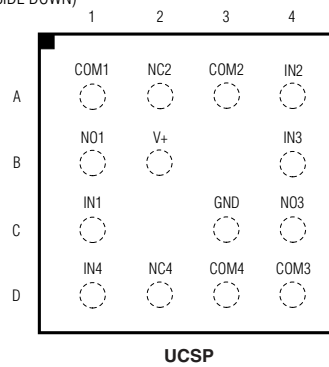 SIDE DOWN)
1 2 3 4
A COM1 NC2 COM2 IN2
B NO1 V+ IN3
C IN1 GND NO3
D IN4 NC4 COM4 COM3
UCSP